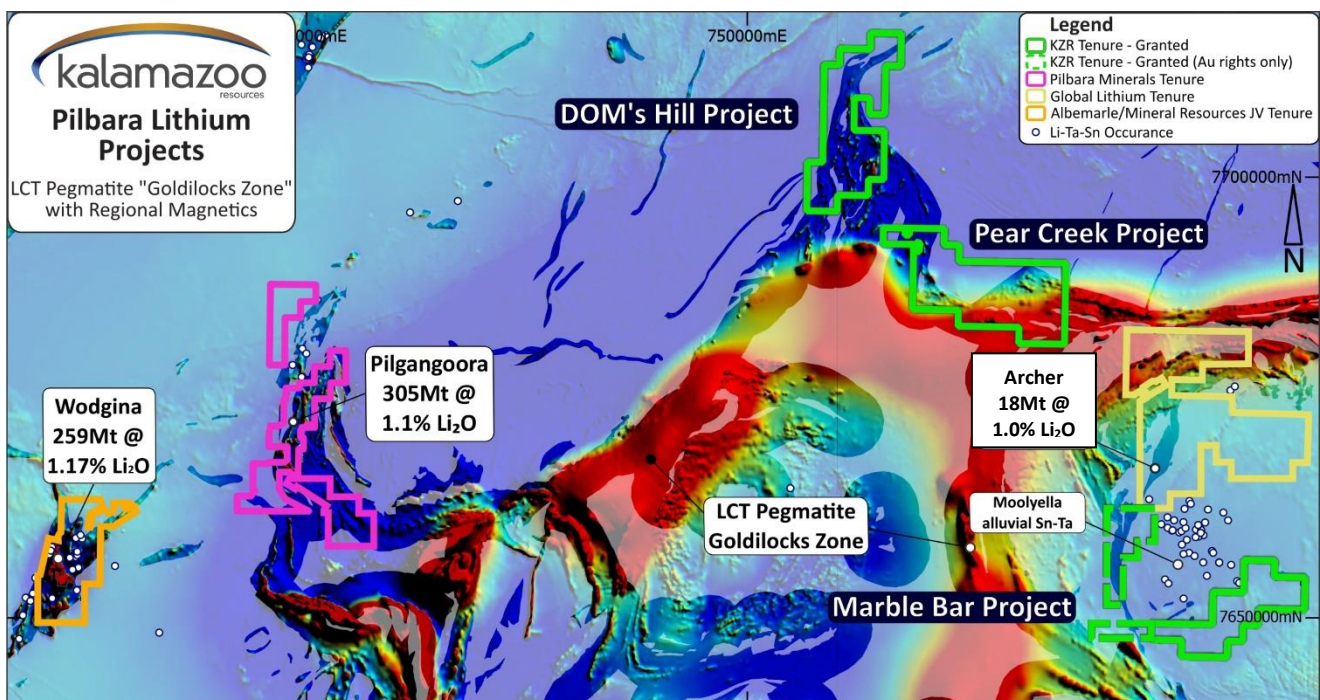 kalamazoo
resources
Pilbara Lithium
Projects
LCT Pegmatite "Goldilocks Zone"
with Regional Magnetics
000mE
750000mE
Legend
KZR Tenure - Granted
KZR Tenure - Granted (Au rights only)
Pilbara Minerals Tenure
Global Lithium Tenure
Albemarle/Mineral Resources JV Tenure
Li-Ta-Sn Occurance
DOM's Hill Project
7700000mN
N
Pear Creek Project
Pilgangoora
305Mt @
1.1% Li₂O
Archer
18Mt @
1.0% Li₂O
Wodgina
259Mt @
1.17% Li₂O
LCT Pegmatite
Goldilocks Zone
Moolyella
alluvial Sn-Ta
Marble Bar Project
7650000mN